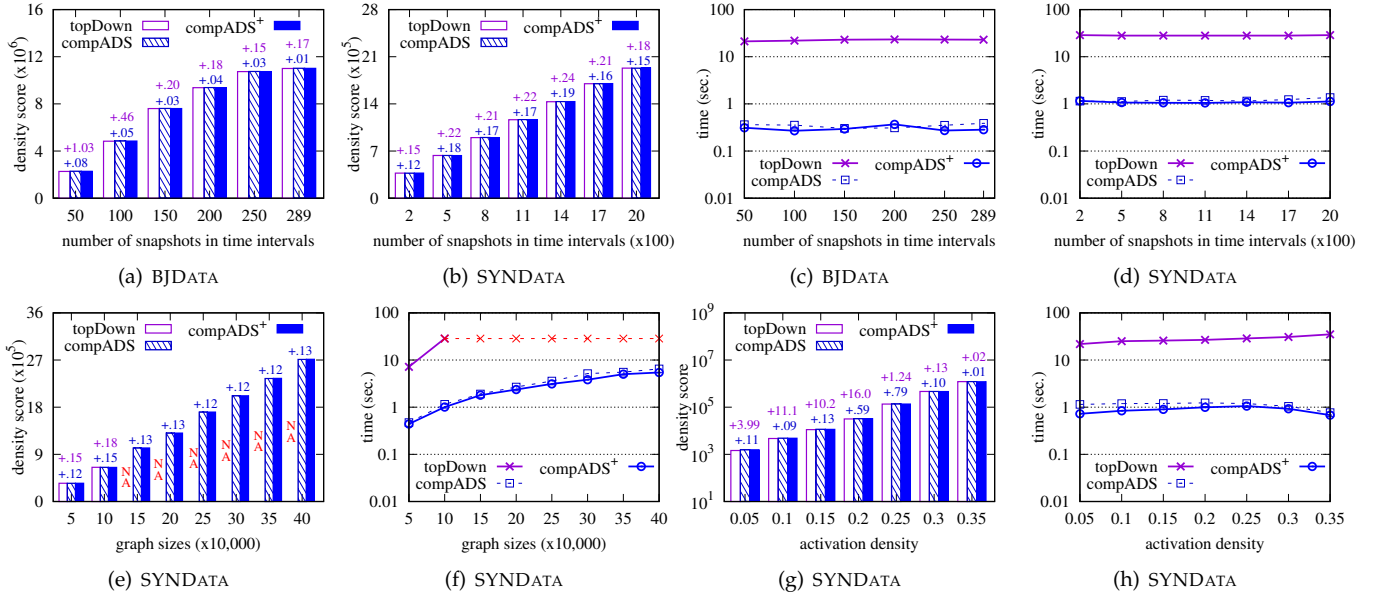 density score (x10^6)
16
12
8
4
0
topDown
compADS
compADS+
+1.03
+.08
+.46
+.05
+.20
+.03
+.18
+.04
+.15
+.03
+.17
+.01
50 100 150 200 250 289
number of snapshots in time intervals
(a) BJDATA
density score (x10^5)
28
21
14
7
0
topDown
compADS
compADS+
+.15
+.12
+.22
+.18
+.21
+.17
+.22
+.17
+.24
+.19
+.21
+.16
+.18
+.15
2 5 8 11 14 17 20
number of snapshots in time intervals (x100)
(b) SYNDATA
time (sec.)
100
10
1
0.1
0.01
topDown
compADS
compADS+
50 100 150 200 250 289
number of snapshots in time intervals
(c) BJDATA
time (sec.)
100
10
1
0.1
0.01
topDown
compADS
compADS+
2 5 8 11 14 17 20
number of snapshots in time intervals (x100)
(d) SYNDATA
density score (x10^5)
36
27
18
9
0
topDown
compADS
compADS+
+.15
+.12
+.18
+.15
+.13
+.13
+.12
+.12
+.12
+.13
NA
NA
NA
NA
NA
NA
5 10 15 20 25 30 35 40
graph sizes (x10,000)
(e) SYNDATA
time (sec.)
100
10
1
0.1
0.01
topDown
compADS
compADS+
5 10 15 20 25 30 35 40
graph sizes (x10,000)
(f) SYNDATA
density score
10^9
10^7
10^5
10^3
10^1
topDown
compADS
compADS+
+3.99
+.11
+11.1
+.09
+10.2
+.13
+16.0
+.59
+1.24
+.79
+.13
+.10
+.02
+.01
0.05 0.1 0.15 0.2 0.25 0.3 0.35
activation density
(g) SYNDATA
time (sec.)
100
10
1
0.1
0.01
topDown
compADS
compADS+
0.05 0.1 0.15 0.2 0.25 0.3 0.35
activation density
(h) SYNDATA